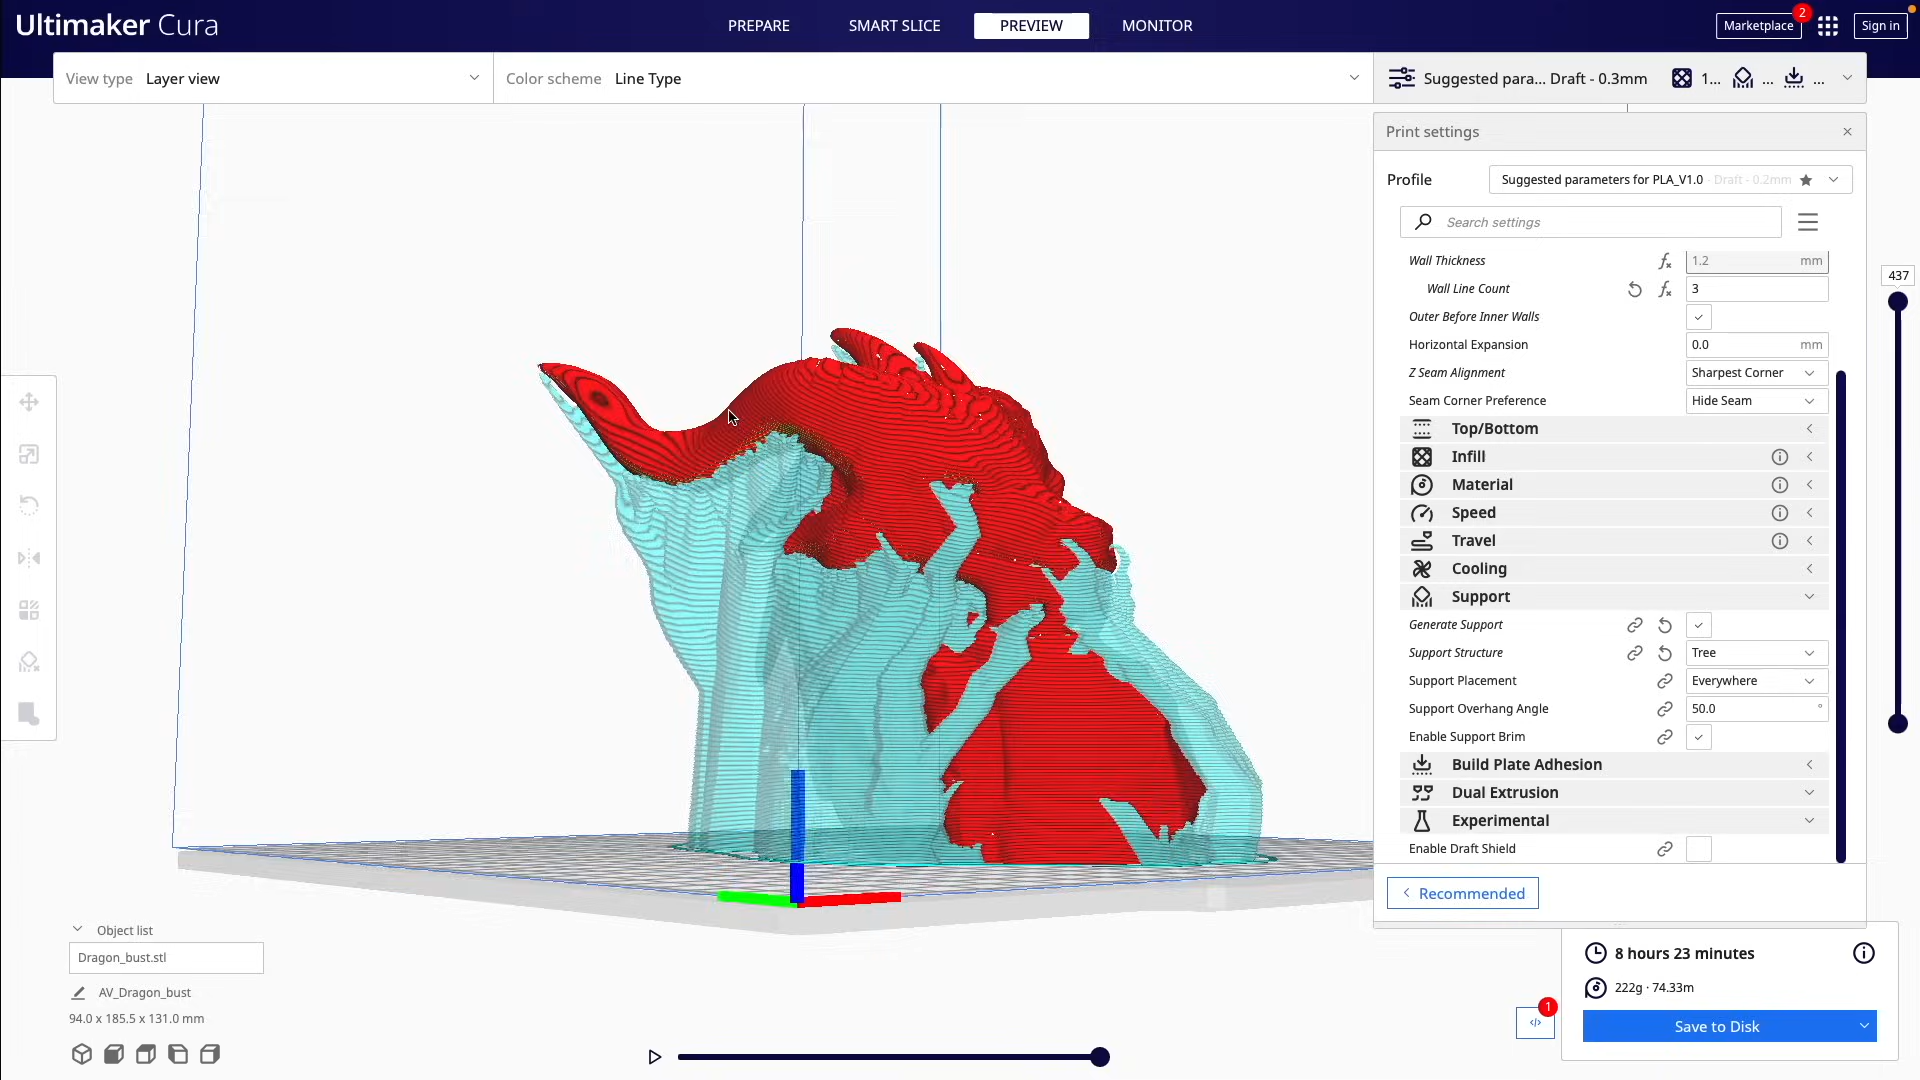 Ultimaker Cura
PREPARE
SMART SLICE
PREVIEW
MONITOR
Marketplace
2
Sign in
View type Layer view
Color scheme Line Type
Suggested para... Draft - 0.3mm
1...
...
...
Print settings
Profile
Suggested parameters for PLA_V1.0 - Draft - 0.2mm
Search settings
Wall Thickness
1.2 mm
Wall Line Count
3
Outer Before Inner Walls
Horizontal Expansion
0.0 mm
Z Seam Alignment
Sharpest Corner
Seam Corner Preference
Hide Seam
Top/Bottom
Infill
Material
Speed
Travel
Cooling
Support
Generate Support
Support Structure
Tree
Support Placement
Everywhere
Support Overhang Angle
50.0 °
Enable Support Brim
Build Plate Adhesion
Dual Extrusion
Experimental
Enable Draft Shield
Recommended
437
Object list
Dragon_bust.stl
AV_Dragon_bust
94.0 x 185.5 x 131.0 mm
8 hours 23 minutes
222g · 74.33m
1
Save to Disk